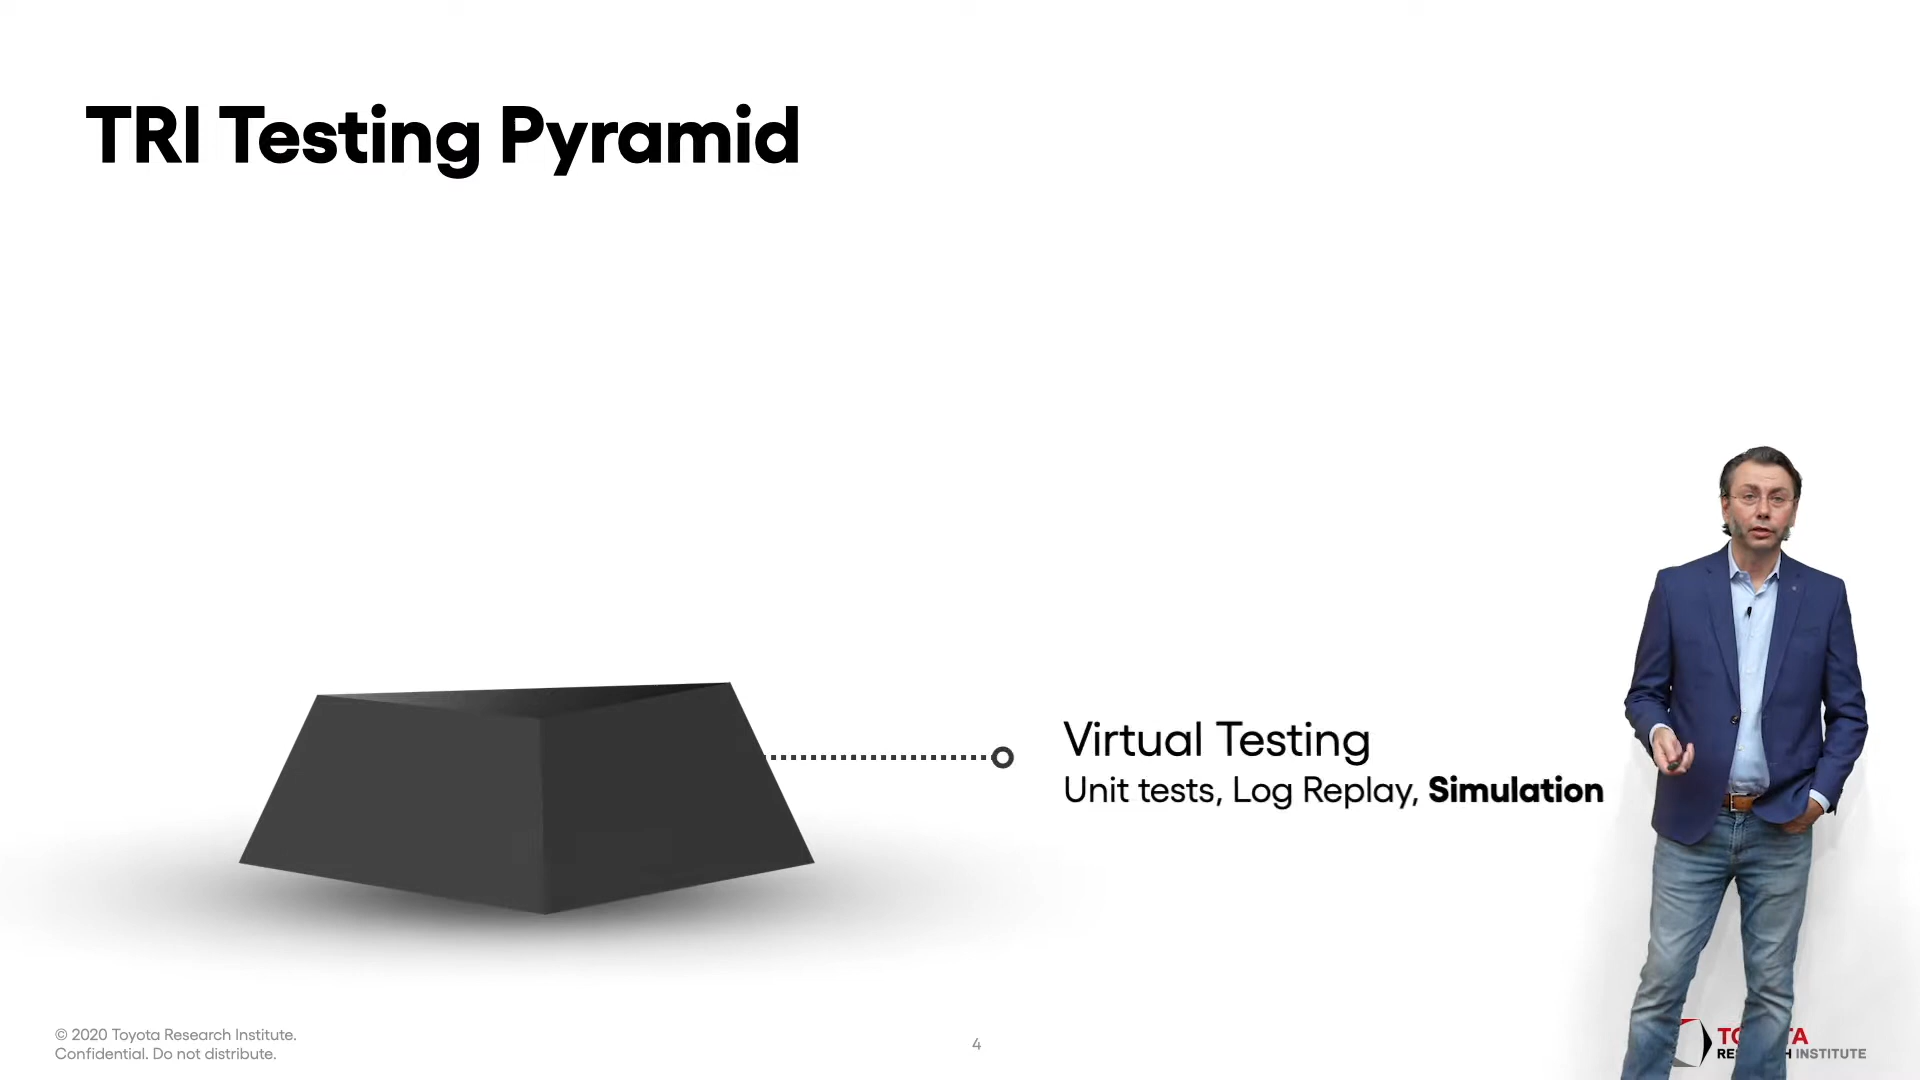 TRI Testing Pyramid
Virtual Testing
Unit tests, Log Replay, Simulation
© 2020 Toyota Research Institute.
Confidential. Do not distribute.
4
INSTITUTE